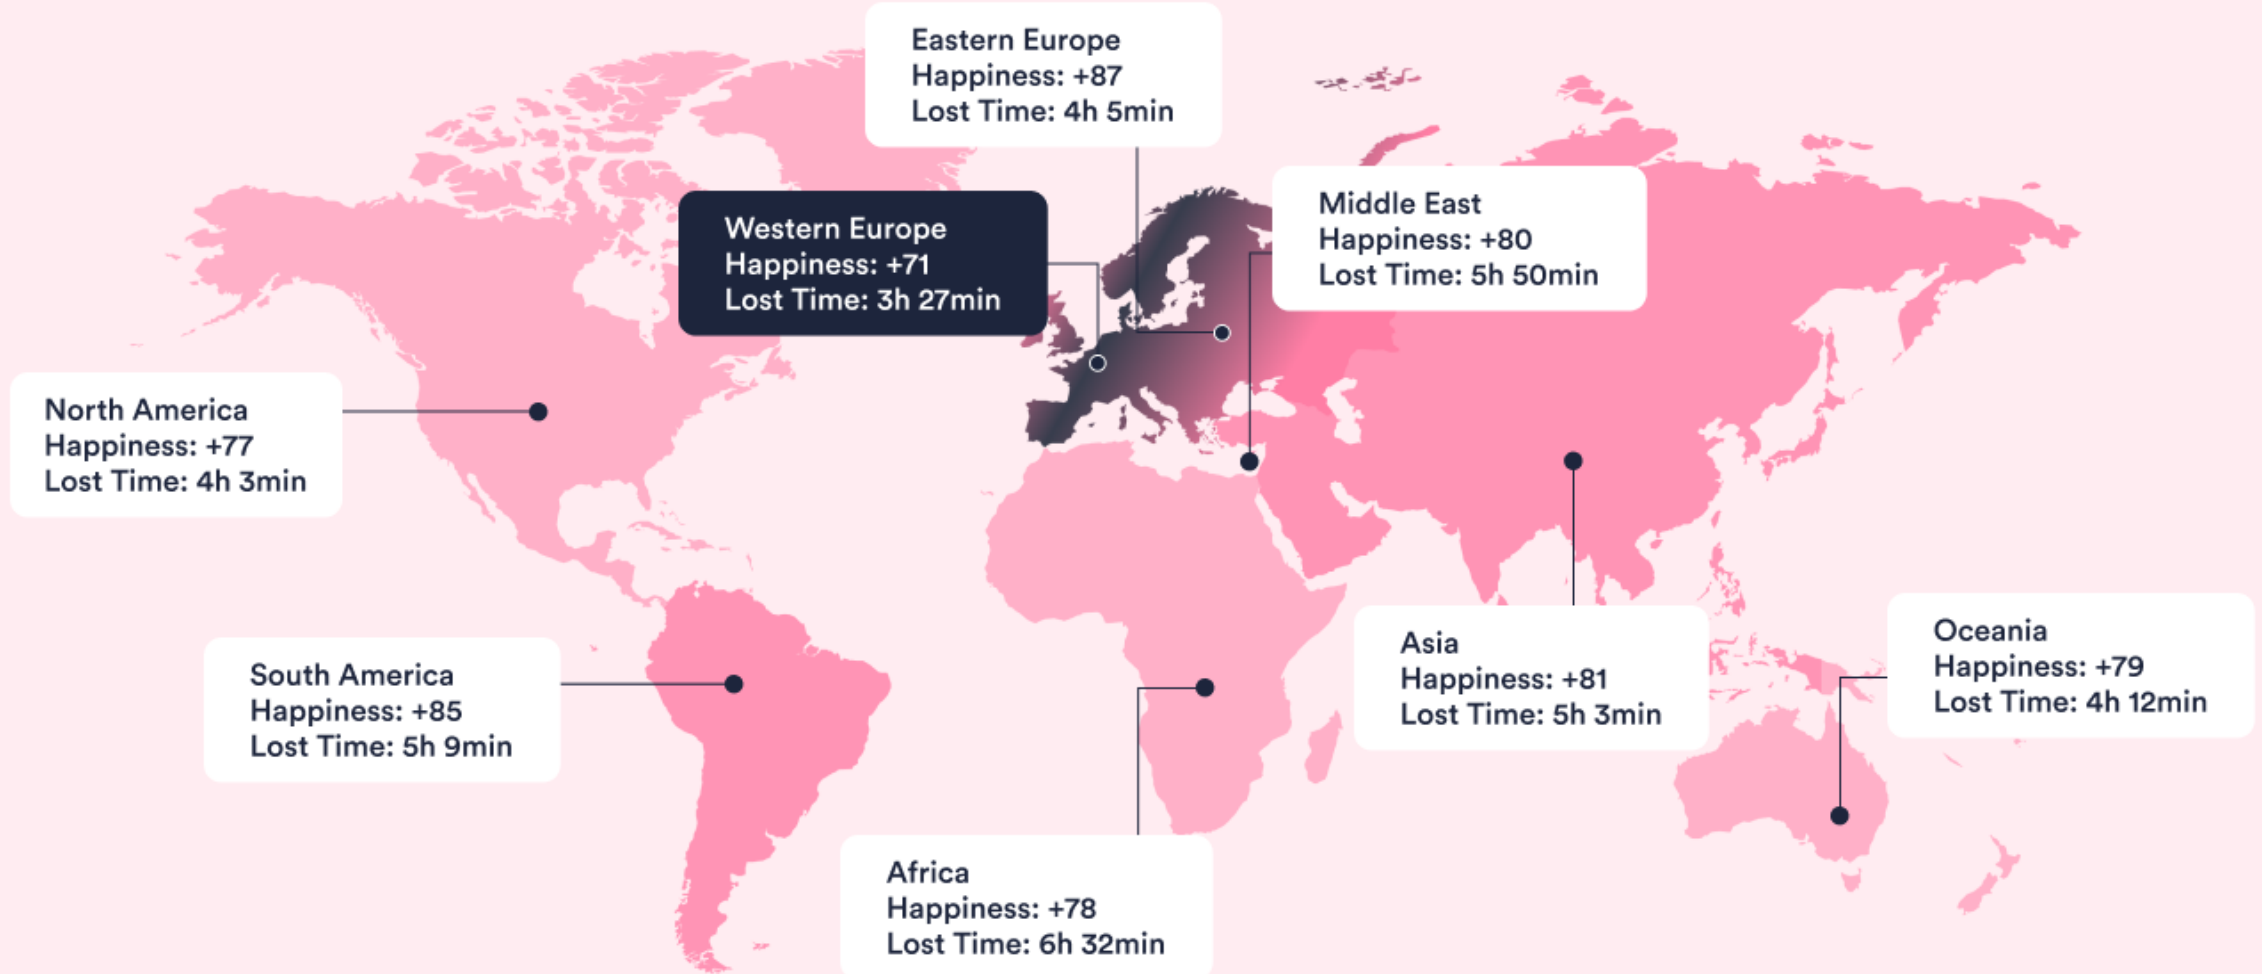 Eastern Europe
Happiness: +87
Lost Time: 4h 5min
Western Europe
Happiness: +71
Lost Time: 3h 27min
Middle East
Happiness: +80
Lost Time: 5h 50min
North America
Happiness: +77
Lost Time: 4h 3min
South America
Happiness: +85
Lost Time: 5h 9min
Asia
Happiness: +81
Lost Time: 5h 3min
Oceania
Happiness: +79
Lost Time: 4h 12min
Africa
Happiness: +78
Lost Time: 6h 32min